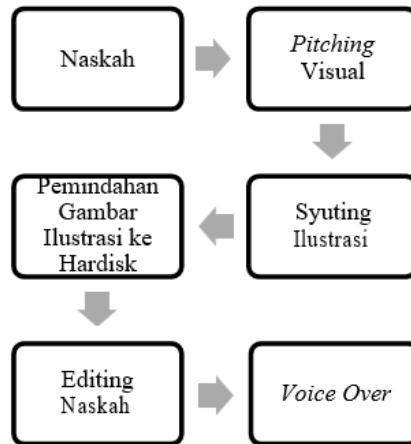 Naskah
Pitching
Visual
Syuting
Ilustrasi
Pemindahan
Gambar
Ilustrasi ke
Hardisk
Editing
Naskah
Voice Over